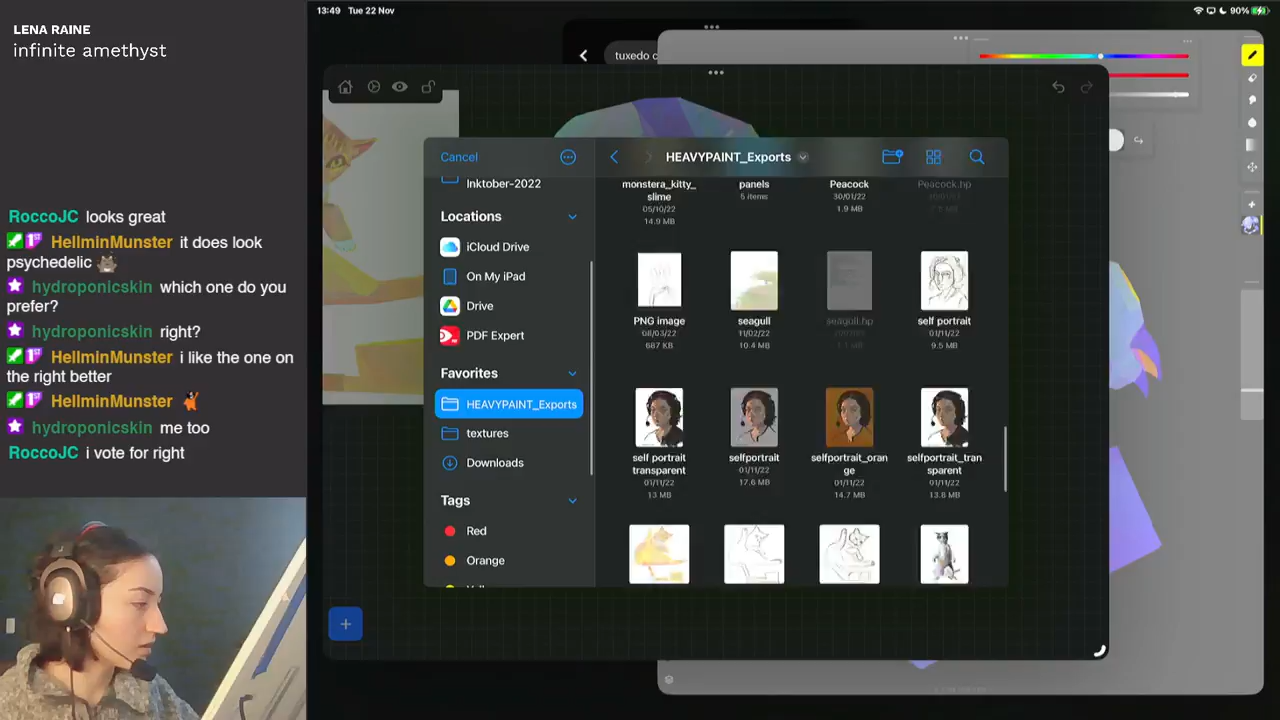 13:49 Tue 22 Nov
90%
LENA RAINE
infinite amethyst
tuxedo c
Cancel
HEAVYPAINT_Exports
Inktober-2022
Locations
iCloud Drive
On My iPad
Drive
PDF Expert
Favorites
HEAVYPAINT_Exports
textures
Downloads
Tags
Red
Orange
monstera_kitty_
slime
05/10/22
14.9 MB
panels
5 items
Peacock
30/01/22
1.9 MB
Peacock.hp
PNG image
08/03/22
687 KB
seagull
11/02/22
10.4 MB
seagull.hp
self portrait
01/11/22
9.5 MB
self portrait
transparent
01/11/22
13 MB
selfportrait
01/11/22
17.6 MB
selfportrait_oran
ge
01/11/22
14.7 MB
selfportrait_tran
sparent
01/11/22
13.8 MB
RoccoJC looks great
HellminMunster it does look
psychedelic
hydroponicskin which one do you
prefer?
hydroponicskin right?
HellminMunster i like the one on
the right better
HellminMunster
hydroponicskin me too
RoccoJC i vote for right